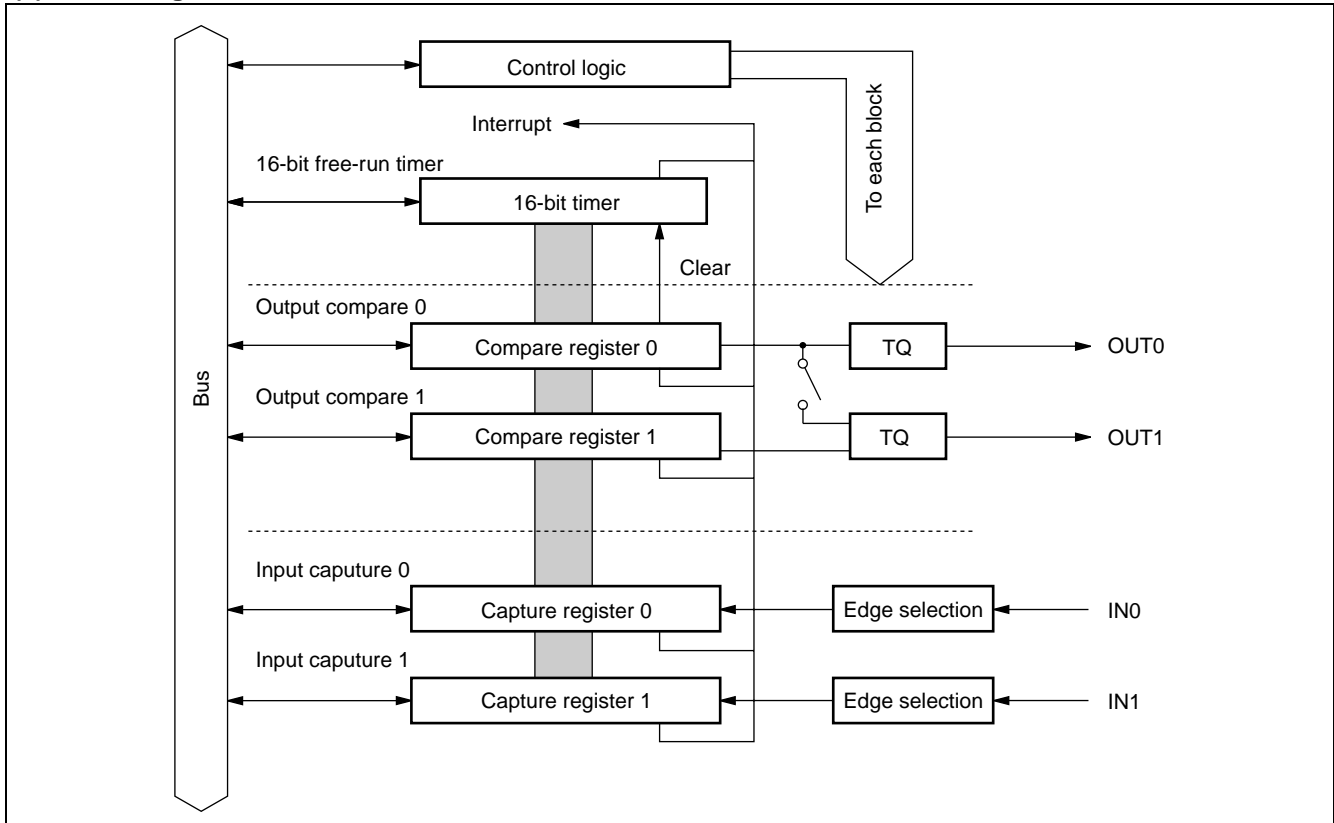 Control logic
Interrupt
To each block
16-bit free-run timer
16-bit timer
Clear
Output compare 0
Compare register 0
TQ
OUT0
Bus
Output compare 1
Compare register 1
TQ
OUT1
Input caputure 0
Capture register 0
Edge selection
IN0
Input caputure 1
Capture register 1
Edge selection
IN1